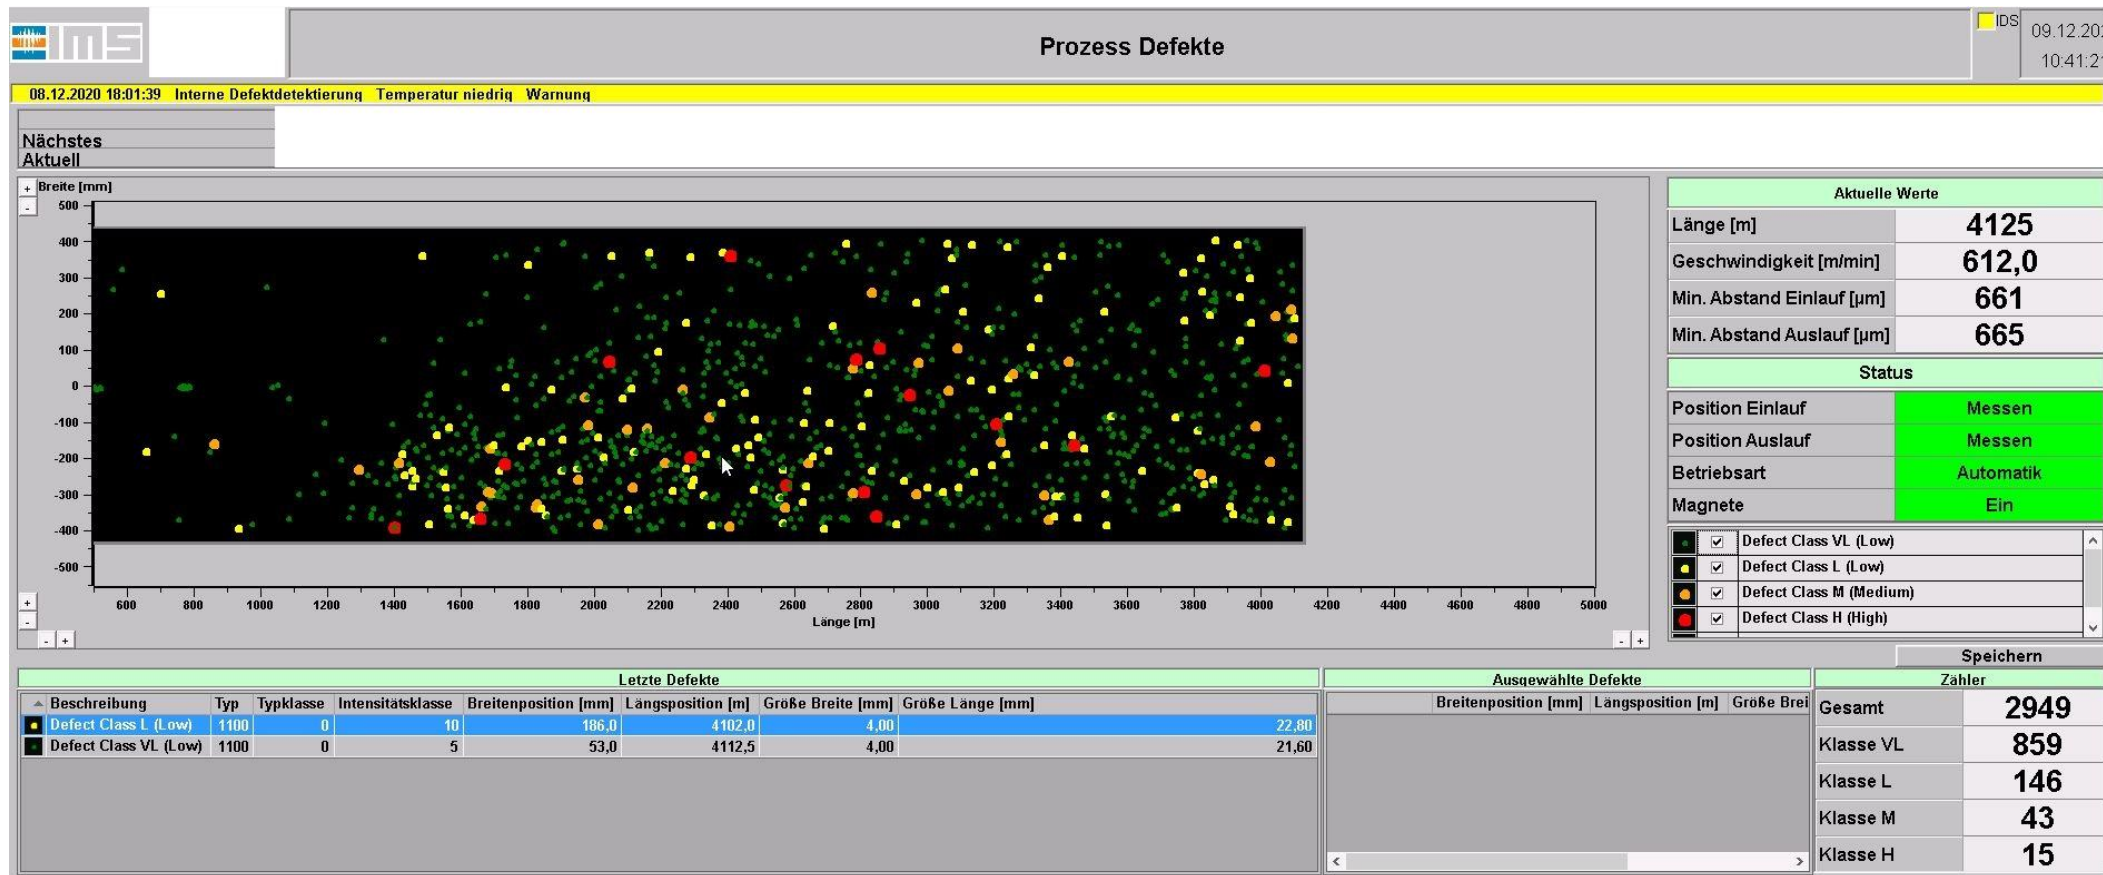 IMS
Prozess Defekte
IDS
09.12.202
10:41:21
08.12.2020 18:01:39 Interne Defektdetektierung Temperatur niedrig Warnung
Nächstes
Aktuell
+ Breite [mm]
-
500
400
300
200
100
0
-100
-200
-300
-400
-500
+
-
600 800 1000 1200 1400 1600 1800 2000 2200 2400 2600 2800 3000 3200 3400 3600 3800 4000 4200 4400 4600 4800 5000
Länge [m]
- +
- +
Aktuelle Werte
Länge [m] 4125
Geschwindigkeit [m/min] 612,0
Min. Abstand Einlauf [µm] 661
Min. Abstand Auslauf [µm] 665
Status
Position Einlauf Messen
Position Auslauf Messen
Betriebsart Automatik
Magnete Ein
Defect Class VL (Low)
Defect Class L (Low)
Defect Class M (Medium)
Defect Class H (High)
Speichern
Letzte Defekte
Beschreibung Typ Typklasse Intensitätsklasse Breitenposition [mm] Längsposition [m] Größe Breite [mm] Größe Länge [mm]
Defect Class L (Low) 1100 0 10 186,0 4102,0 4,00 22,80
Defect Class VL (Low) 1100 0 5 53,0 4112,5 4,00 21,60
Ausgewählte Defekte
Breitenposition [mm] Längsposition [m] Größe Brei
Zähler
Gesamt 2949
Klasse VL 859
Klasse L 146
Klasse M 43
Klasse H 15